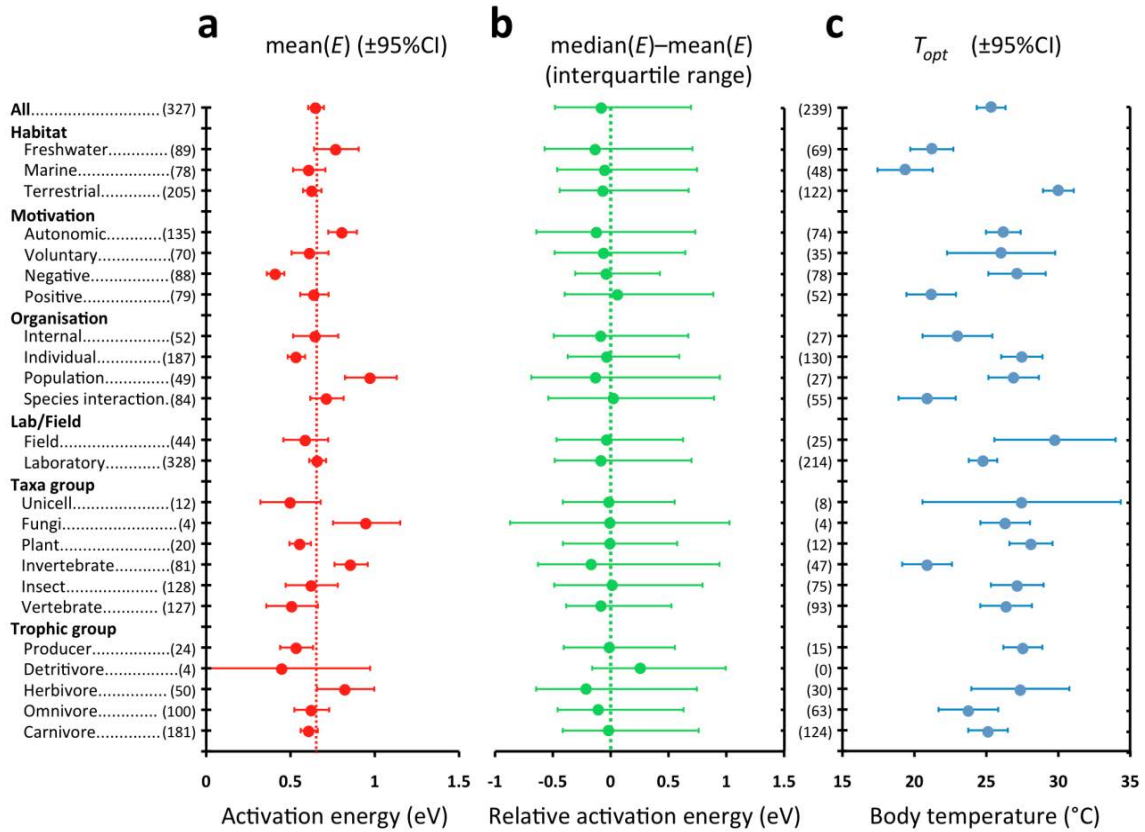 a b c
mean(E) (±95%CI) median(E)–mean(E) T_opt (±95%CI)
(interquartile range)
All..............................(327) (239)
Habitat
Freshwater.............(89) (69)
Marine....................(78) (48)
Terrestrial..............(205) (122)
Motivation
Autonomic............(135) (74)
Voluntary................(70) (35)
Negative.................(88) (78)
Positive...................(79) (52)
Organisation
Internal...................(52) (27)
Individual..............(187) (130)
Population..............(49) (27)
Species interaction.(84) (55)
Lab/Field
Field........................(44) (25)
Laboratory............(328) (214)
Taxa group
Unicell.....................(12) (8)
Fungi.........................(4) (4)
Plant........................(20) (12)
Invertebrate...........(81) (47)
Insect.....................(128) (75)
Vertebrate.............(127) (93)
Trophic group
Producer.................(24) (15)
Detritivore................(4) (0)
Herbivore................(50) (30)
Omnivore..............(100) (63)
Carnivore..............(181) (124)
0 0.5 1 1.5 -1 -0.5 0 0.5 1 1.5 15 20 25 30 35
Activation energy (eV) Relative activation energy (eV) Body temperature (°C)